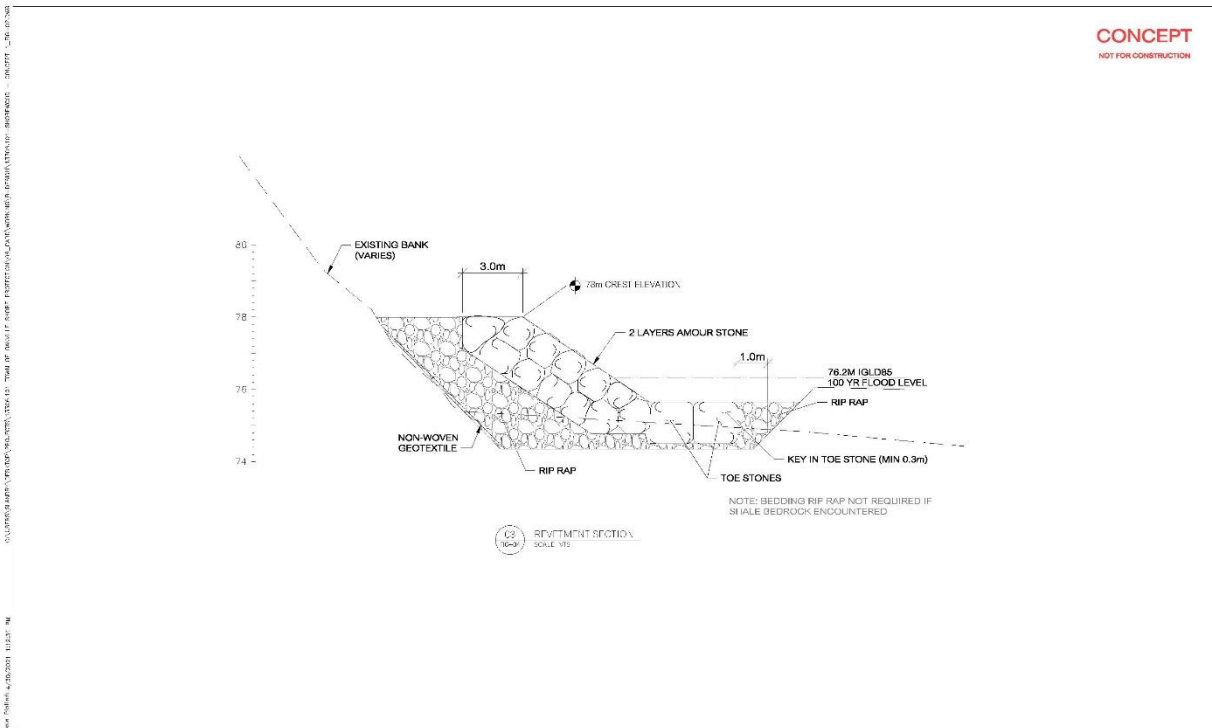 CONCEPT
NOT FOR CONSTRUCTION
80
EXISTING BANK
(VARIES)
3.0m
78m CREST ELEVATION
78
2 LAYERS AMOUR STONE
1.0m
76.2M IGLD85
100 YR FLOOD LEVEL
76
RIP RAP
NON-WOVEN
GEOTEXTILE
KEY IN TOE STONE (MIN 0.3m)
74
RIP RAP
TOE STONES
NOTE: BEDDING RIP RAP NOT REQUIRED IF
SHALE BEDROCK ENCOUNTERED
C3
REVETMENT SECTION
SCALE NTS